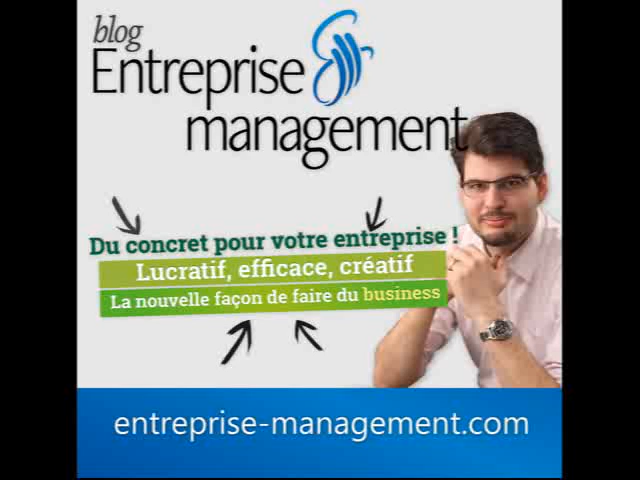 blog
Entreprise &
management
Du concret pour votre entreprise !
Lucratif, efficace, créatif
La nouvelle façon de faire du business
entreprise-management.com